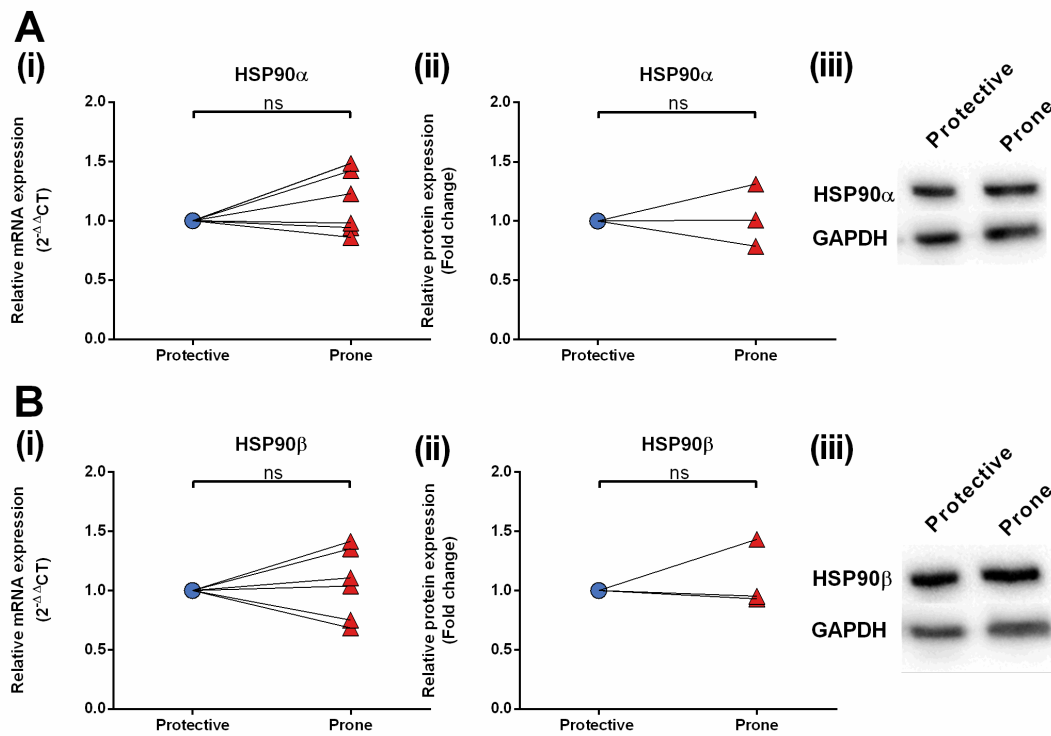 A
(i)
HSP90α
ns
Relative mRNA expression
(2-Δ ΔCT)
2.0
1.5
1.0
0.5
0.0
Protective
Prone
(ii)
HSP90α
ns
Relative protein expression
(Fold change)
2.0
1.5
1.0
0.5
0.0
Protective
Prone
(iii)
Protective
Prone
HSP90α
GAPDH
B
(i)
HSP90β
ns
Relative mRNA expression
(2-Δ ΔCT)
2.0
1.5
1.0
0.5
0.0
Protective
Prone
(ii)
HSP90β
ns
Relative protein expression
(Fold change)
2.0
1.5
1.0
0.5
0.0
Protective
Prone
(iii)
Protective
Prone
HSP90β
GAPDH